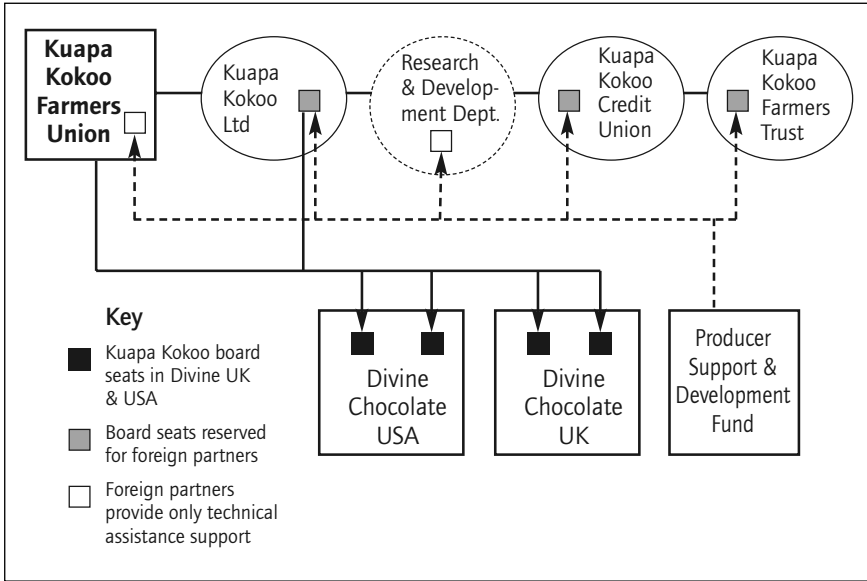 Kuapa
Kokoo
Farmers
Union
Kuapa
Kokoo
Ltd
Research
& Develop-
ment Dept.
Kuapa
Kokoo
Credit
Union
Kuapa
Kokoo
Farmers
Trust
Key
Kuapa Kokoo board
seats in Divine UK
& USA
Board seats reserved
for foreign partners
Foreign partners
provide only technical
assistance support
Divine
Chocolate
USA
Divine
Chocolate
UK
Producer
Support &
Development
Fund